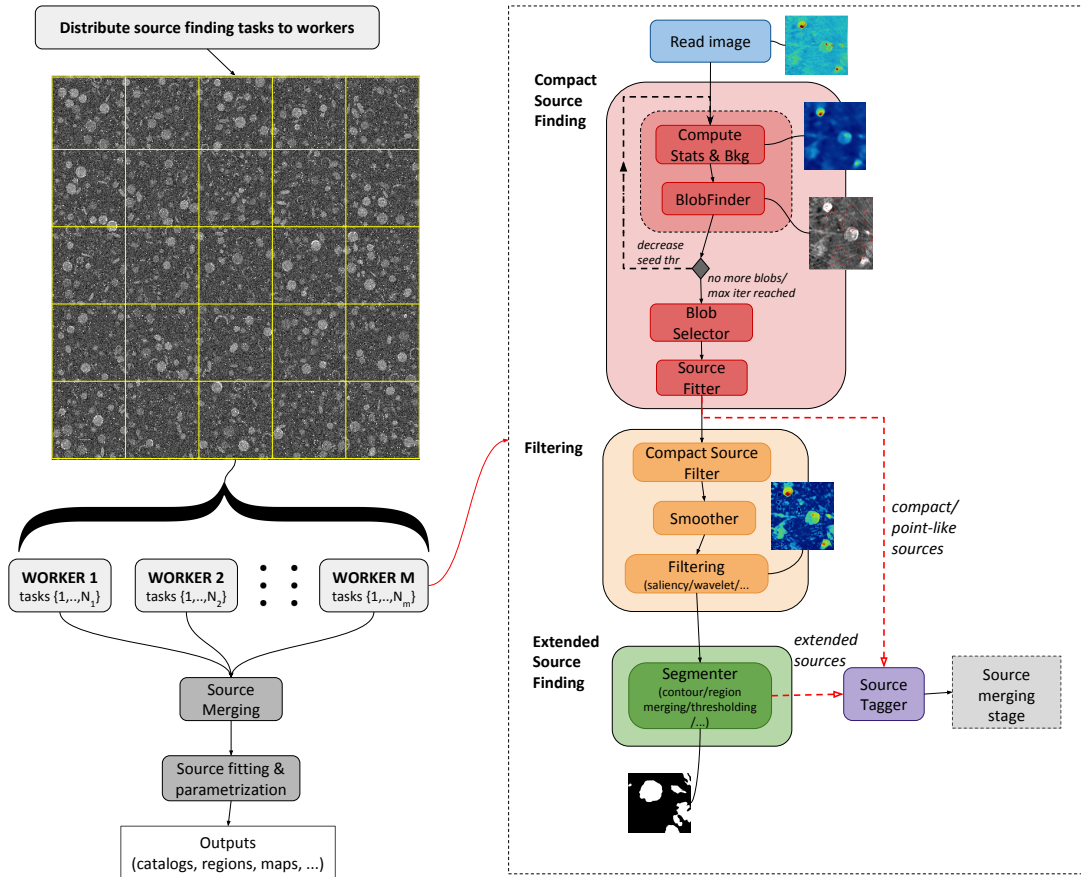 Distribute source finding tasks to workers
WORKER 1
tasks {1,..,N1}
WORKER 2
tasks {1,..,N2}
WORKER M
tasks {1,..,Nm}
Source
Merging
Source fitting &
parametrization
Outputs
(catalogs, regions, maps, ...)
Read image
Compact
Source
Finding
Compute
Stats & Bkg
BlobFinder
decrease
seed thr
no more blobs/
max iter reached
Blob
Selector
Source
Fitter
Filtering
Compact Source
Filter
Smoother
Filtering
(saliency/wavelet/...
compact/
point-like
sources
Extended
Source
Finding
Segmenter
(contour/region
merging/thresholding
/...)
extended
sources
Source
Tagger
Source
merging
stage